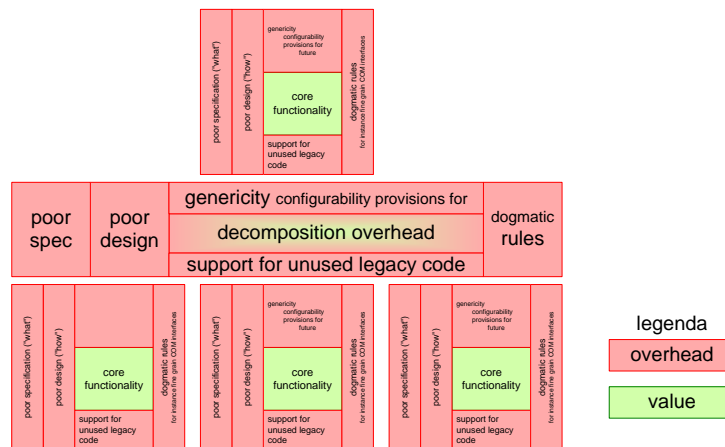 poor specification ("what")
poor design ("how")
genericity
configurability
provisions for
future
core
functionality
support for
unused legacy
code
dogmatic rules
for instance fine grain COM interfaces
poor
spec
poor
design
genericity configurability provisions for
decomposition overhead
support for unused legacy code
dogmatic
rules
poor specification ("what")
poor design ("how")
core
functionality
support for
unused legacy
code
dogmatic rules
for instance fine grain COM interfaces
poor specification ("what")
poor design ("how")
genericity
configurability
provisions for
future
core
functionality
support for
unused legacy
code
dogmatic rules
for instance fine grain COM interfaces
poor specification ("what")
poor design ("how")
genericity
configurability
provisions for
future
core
functionality
support for
unused legacy
code
dogmatic rules
for instance fine grain COM interfaces
legenda
overhead
value